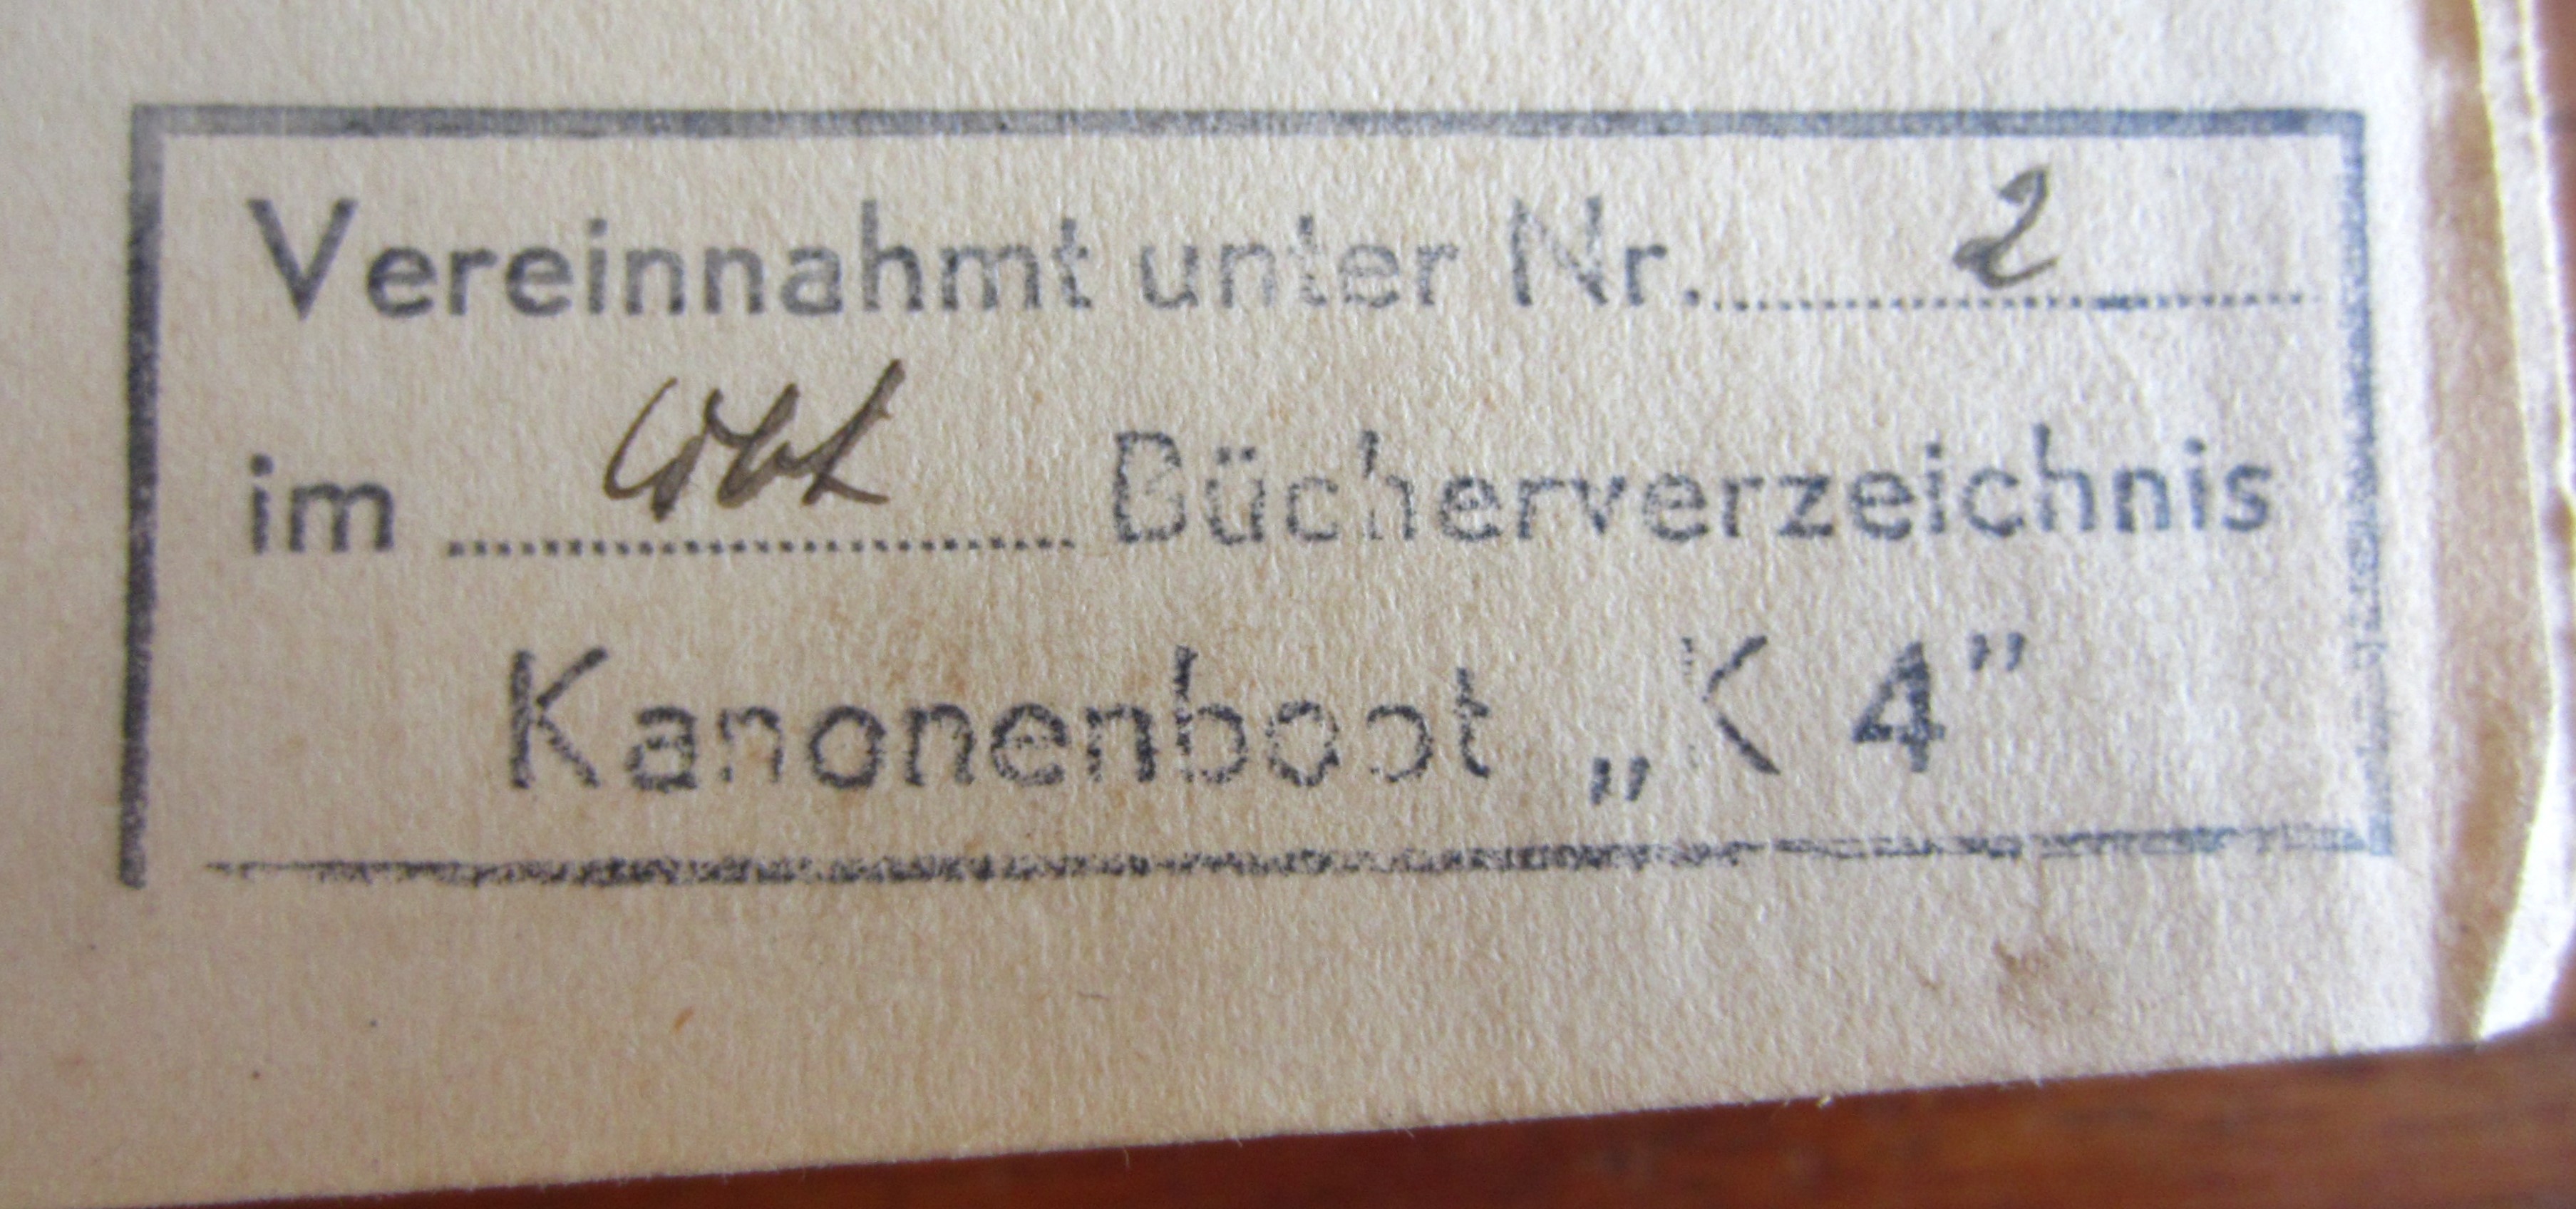 Vereinnahmt unter Nr. 2
im Bücherverzeichnis
Kanonenboot „K 4”